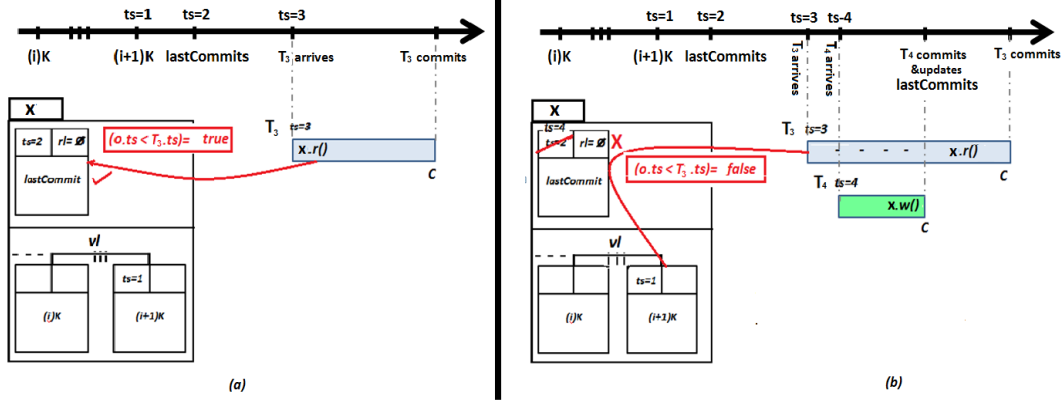 ts=1 ts=2 ts=3
(i)K (i+1)K lastCommits T3 arrives T3 commits
X
ts=2 rl= Ø
(o.ts < T3.ts)= true
lastCommit
T3 ts=3
x.r()
C
vl
ts=1
(i)K (i+1)K
(a)
ts=1 ts=2 ts=3 ts-4
(i)K (i+1)K lastCommits
T3 arrives
T4 arrives
T4 commits
&updates
lastCommits
T3 commits
X
ts=4
ts=2 rl= Ø X
(o.ts < T3.ts)= false
lastCommit
T3 ts=3
x.r()
C
T4 ts=4
x.w()
C
vl
ts=1
(i)K (i+1)K
(b)